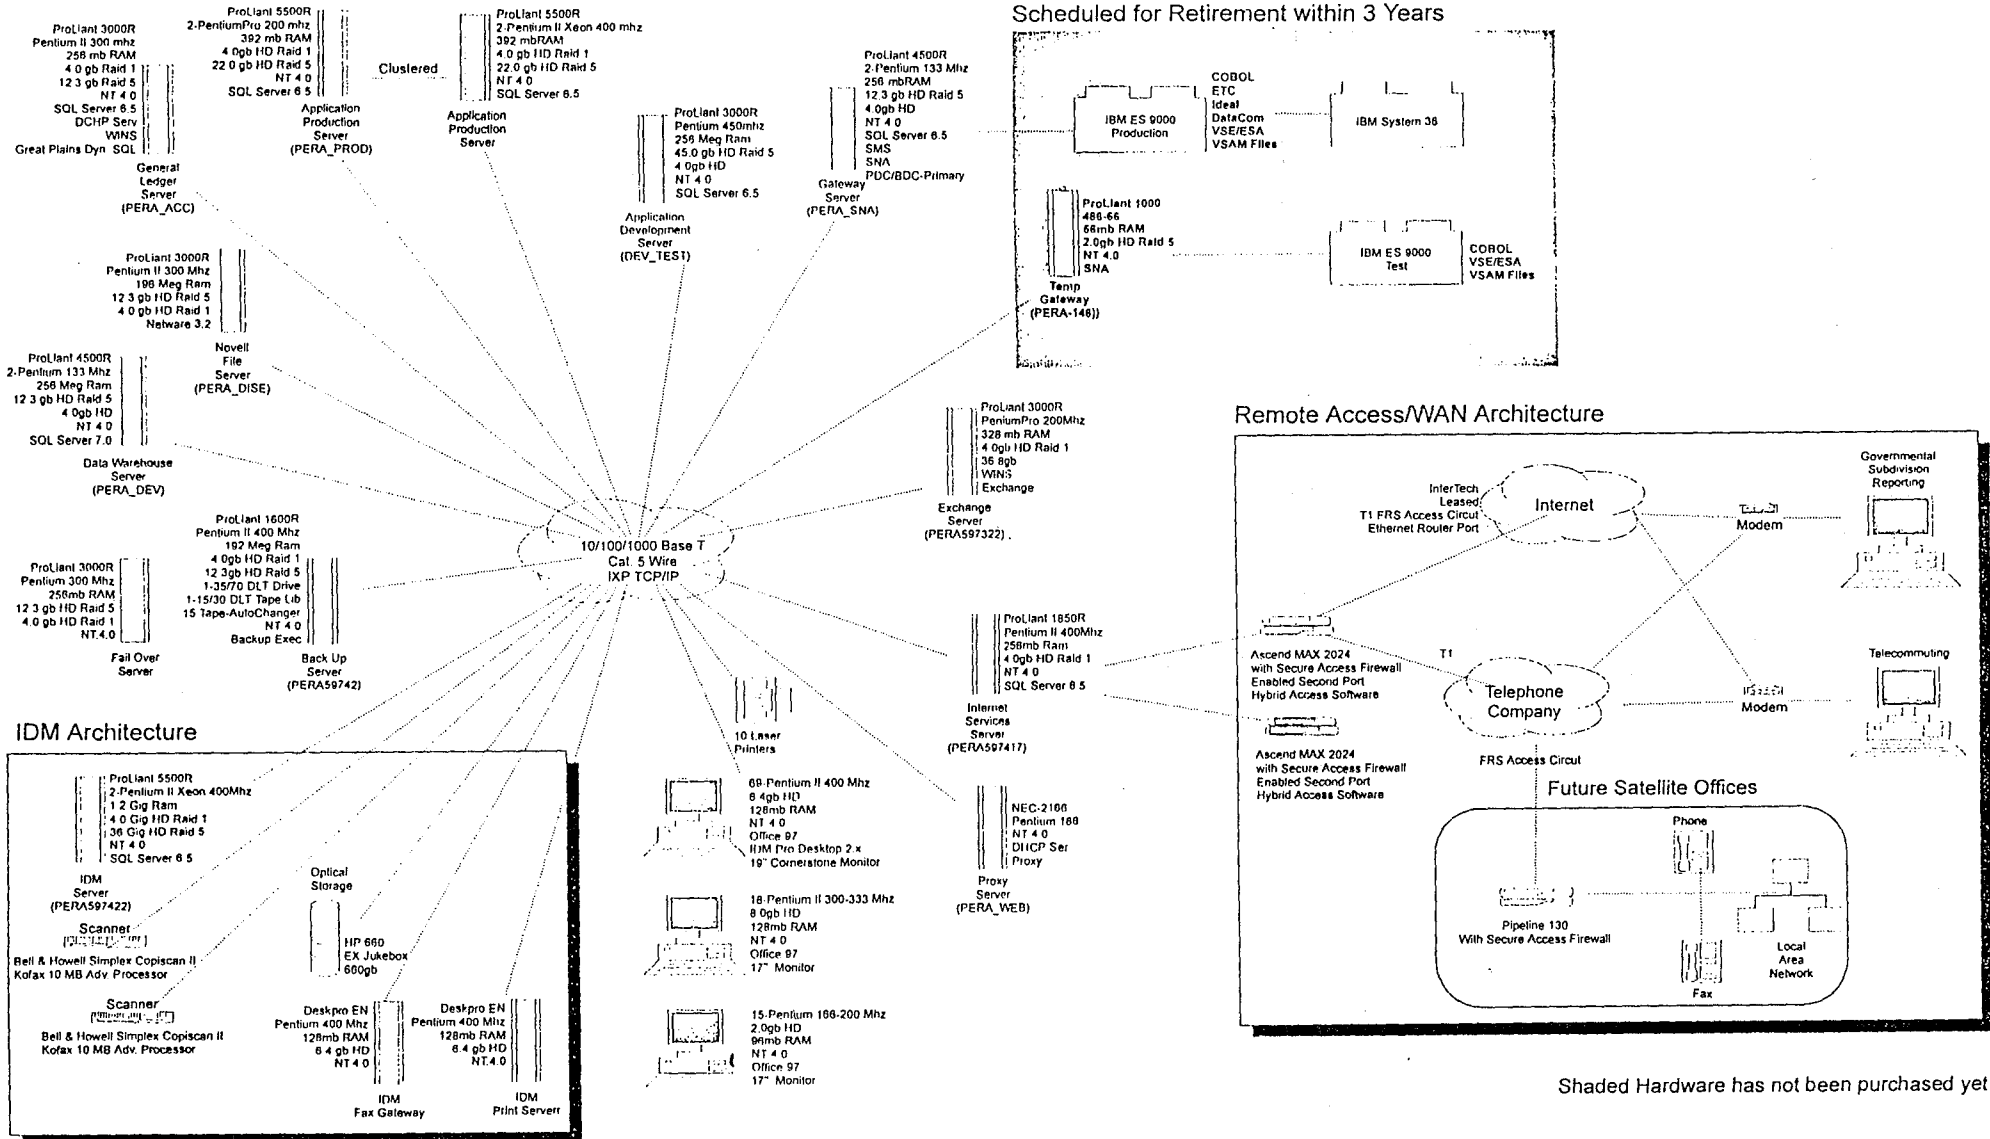 ProLiant 3000R
Pentium II 300 mhz
256 mb RAM
4 0 gb Raid 1
12 3 gb Raid 5
NT 4 0
SQL Server 6.5
DCHP Serv
WINS
Great Plains Dyn SQL
General
Ledger
Server
(PERA_ACC)
ProLiant 5500R
2-PentiumPro 200 mhz
392 mb RAM
4 0gb HD Raid 1
22 0 gb HD Raid 5
NT 4 0
SQL Server 6 5
Application
Production
Server
(PERA_PROD)
Clustered
ProLiant 5500R
2-Pentium II Xeon 400 mhz
392 mbRAM
4.0 gb HD Raid 1
22.0 gb HD Raid 5
NT 4 0
SQL Server 6.5
Application
Production
Server
ProLiant 3000R
Pentium 450mhz
256 Meg Ram
45.0 gb HD Raid 5
4 0gb HD
NT 4 0
SQL Server 6.5
Application
Development
Server
(DEV_TEST)
ProLiant 4500R
2-Pentium 133 Mhz
256 mbRAM
12.3 gb HD Raid 5
4.0gb HD
NT 4 0
SQL Server 6.5
SMS
SNA
PDC/BDC-Primary
Gateway
Server
(PERA_SNA)
Scheduled for Retirement within 3 Years
IBM ES 9000
Production
COBOL
ETC
Ideal
DataCom
VSE/ESA
VSAM Files
IBM System 36
ProLiant 1000
486-66
66mb RAM
2.0gb HD Raid 5
NT 4.0
SNA
Temp
Gateway
(PERA-146))
IBM ES 9000
Test
COBOL
VSE/ESA
VSAM Files
ProLiant 3000R
Pentium II 300 Mhz
196 Meg Ram
12 3 gb HD Raid 5
4 0 gb HD Raid 1
Netware 3.2
Novell
File
Server
(PERA_DISE)
ProLiant 4500R
2-Pentium 133 Mhz
256 Meg Ram
12 3 gb HD Raid 5
4 0gb HD
NT 4 0
SQL Server 7.0
Data Warehouse
Server
(PERA_DEV)
ProLiant 3000R
PeniumPro 200Mhz
328 mb RAM
4 0gb HD Raid 1
36 8gb
WINS
Exchange
Exchange
Server
(PERA597322)
10/100/1000 Base T
Cat. 5 Wire
IXP TCP/IP
ProLiant 3000R
Pentium 300 Mhz
256mb RAM
12 3 gb HD Raid 5
4.0 gb HD Raid 1
NT.4.0
Fail Over
Server
ProLiant 1600R
Pentium II 400 Mhz
192 Meg Ram
4 0gb HD Raid 1
12 3gb HD Raid 5
1-35/70 DLT Drive
1-15/30 DLT Tape Lib
15 Tape-AutoChanger
NT 4 0
Backup Exec
Back Up
Server
(PERA59742)
ProLiant 1850R
Pentium II 400Mhz
256mb Ram
4 0gb HD Raid 1
NT 4 0
SQL Server 6 5
Internet
Services
Server
(PERA597417)
10 Laser
Printers
69-Pentium II 400 Mhz
6 4gb HD
128mb RAM
NT 4 0
Office 97
IDM Pro Desktop 2.x
19" Cornerstone Monitor
18-Pentium II 300-333 Mhz
8 0gb HD
128mb RAM
NT 4 0
Office 97
17" Monitor
15-Pentium 166-200 Mhz
2.0gb HD
96mb RAM
NT 4 0
Office 97
17" Monitor
NEC-2166
Pentium 166
NT 4 0
DHCP Ser
Proxy
Proxy
Server
(PERA_WEB)
IDM Architecture
ProLiant 5500R
2-Pentium II Xeon 400Mhz
1 2 Gig Ram
4 0 Gig HD Raid 1
36 Gig HD Raid 5
NT 4 0
SQL Server 6 5
IDM
Server
(PERA597422)
Scanner
Bell & Howell Simplex Copiscan II
Kofax 10 MB Adv. Processor
Scanner
Bell & Howell Simplex Copiscan II
Kofax 10 MB Adv. Processor
Optical
Storage
HP 660
EX Jukebox
660gb
Deskpro EN
Pentium 400 Mhz
128mb RAM
6 4 gb HD
NT 4 0
IDM
Fax Gateway
Deskpro EN
Pentium 400 Mhz
128mb RAM
6.4 gb HD
NT.4.0
IDM
Print Serverr
Remote Access/WAN Architecture
InterTech
Leased
T1 FRS Access Circut
Ethernet Router Port
Internet
Modem
Governmental
Subdivision
Reporting
Ascend MAX 2024
with Secure Access Firewall
Enabled Second Port
Hybrid Access Software
T1
Telephone
Company
Modem
Telecommuting
Ascend MAX 2024
with Secure Access Firewall
Enabled Second Port
Hybrid Access Software
FRS Access Circut
Future Satellite Offices
Phone
Pipeline 130
With Secure Access Firewall
Fax
Local
Area
Network
Shaded Hardware has not been purchased yet